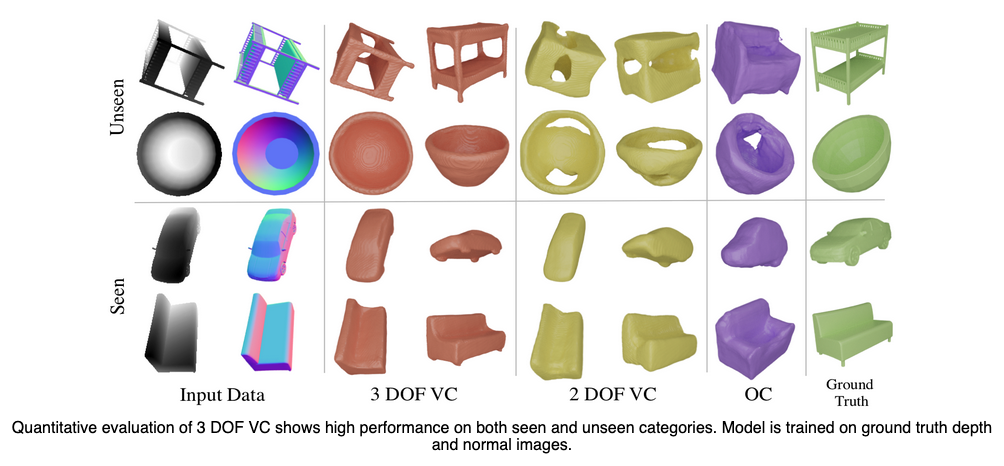 Unseen
Seen
Input Data
3 DOF VC
2 DOF VC
OC
Ground
Truth
Quantitative evaluation of 3 DOF VC shows high performance on both seen and unseen categories. Model is trained on ground truth depth
and normal images.